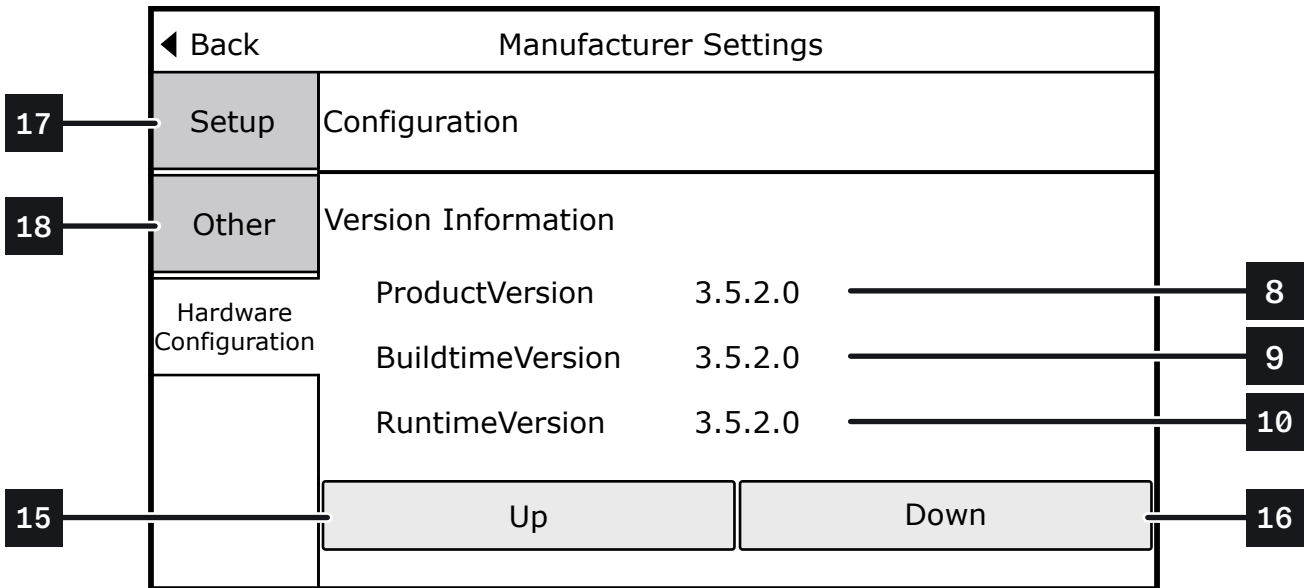 Back Manufacturer Settings
17 Setup Configuration
18 Other Version Information
ProductVersion 3.5.2.0 8
Hardware
Configuration
BuildtimeVersion 3.5.2.0 9
RuntimeVersion 3.5.2.0 10
15 Up Down 16